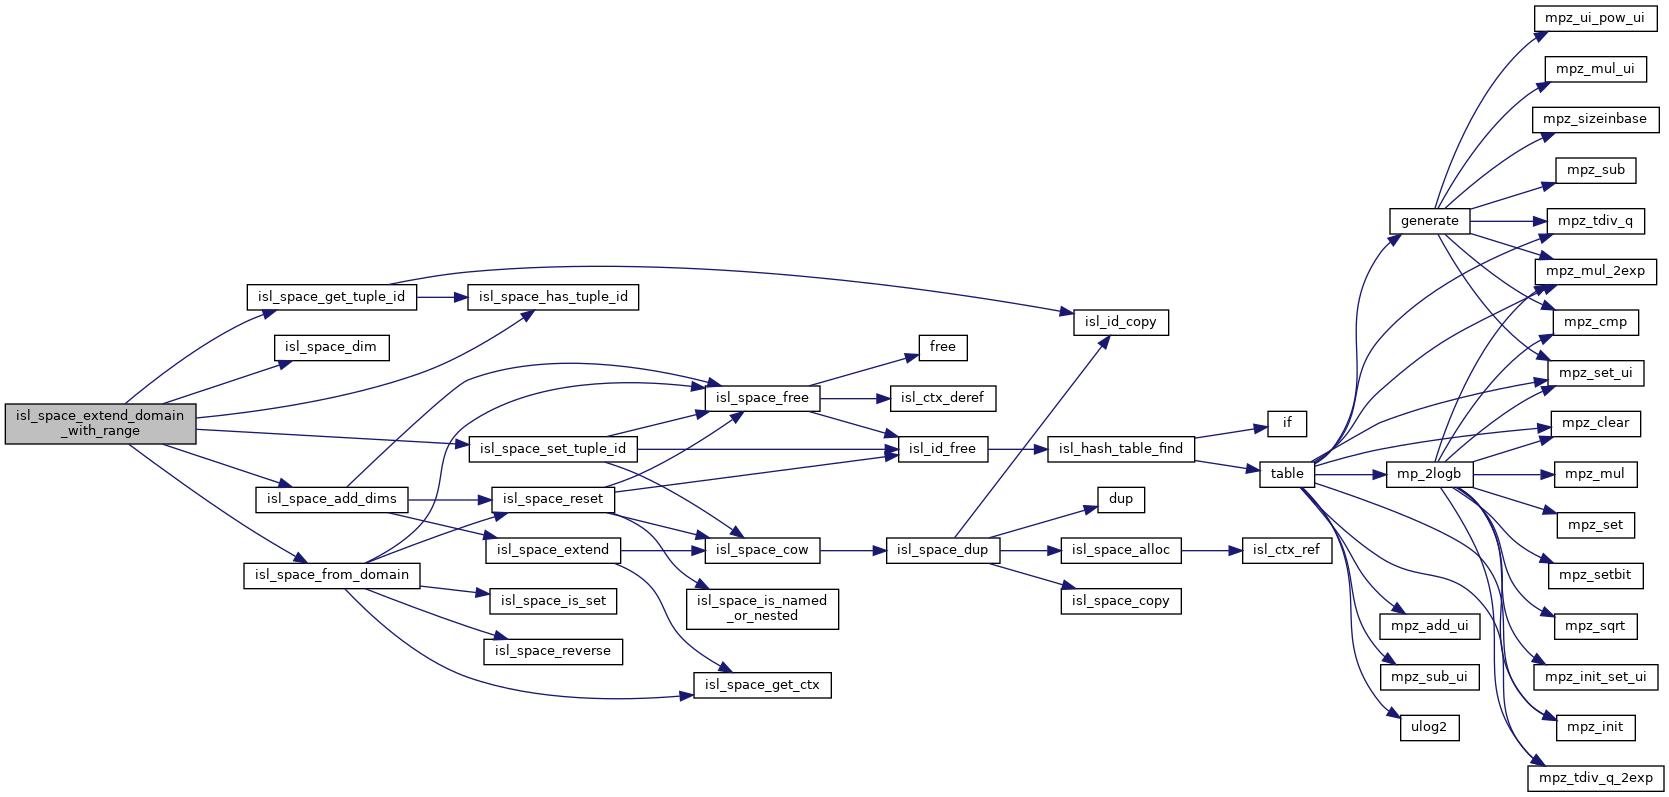 mpz_ui_pow_ui
mpz_mul_ui
mpz_sizeinbase
mpz_sub
generate
mpz_tdiv_q
mpz_mul_2exp
isl_space_get_tuple_id
isl_space_has_tuple_id
isl_id_copy
mpz_cmp
isl_space_dim
free
mpz_set_ui
isl_space_free
isl_ctx_deref
isl_space_extend_domain
_with_range
if
mpz_clear
isl_space_set_tuple_id
isl_id_free
isl_hash_table_find
table
mp_2logb
mpz_mul
isl_space_add_dims
isl_space_reset
dup
mpz_set
isl_space_extend
isl_space_cow
isl_space_dup
isl_space_alloc
isl_ctx_ref
isl_space_from_domain
mpz_setbit
isl_space_is_set
isl_space_is_named
_or_nested
isl_space_copy
mpz_add_ui
mpz_sqrt
isl_space_reverse
isl_space_get_ctx
mpz_sub_ui
mpz_init_set_ui
ulog2
mpz_init
mpz_tdiv_q_2exp